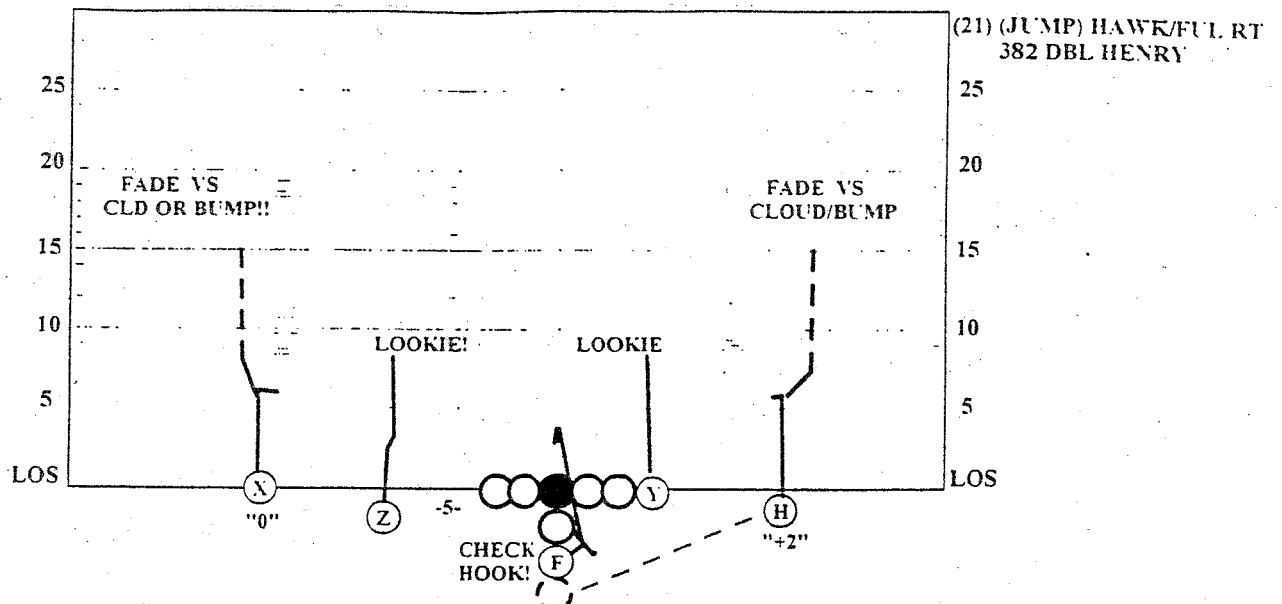 (21) (JUMP) HAWK/FUL RT
382 DBL HENRY
25
25
20
20
FADE VS
CLD OR BUMP!!
FADE VS
CLOUD/BUMP
15
15
10
10
LOOKIE!
LOOKIE
5
5
LOS
LOS
X
Z
-5-
Y
H
"0"
"+2"
CHECK
HOOK!
F